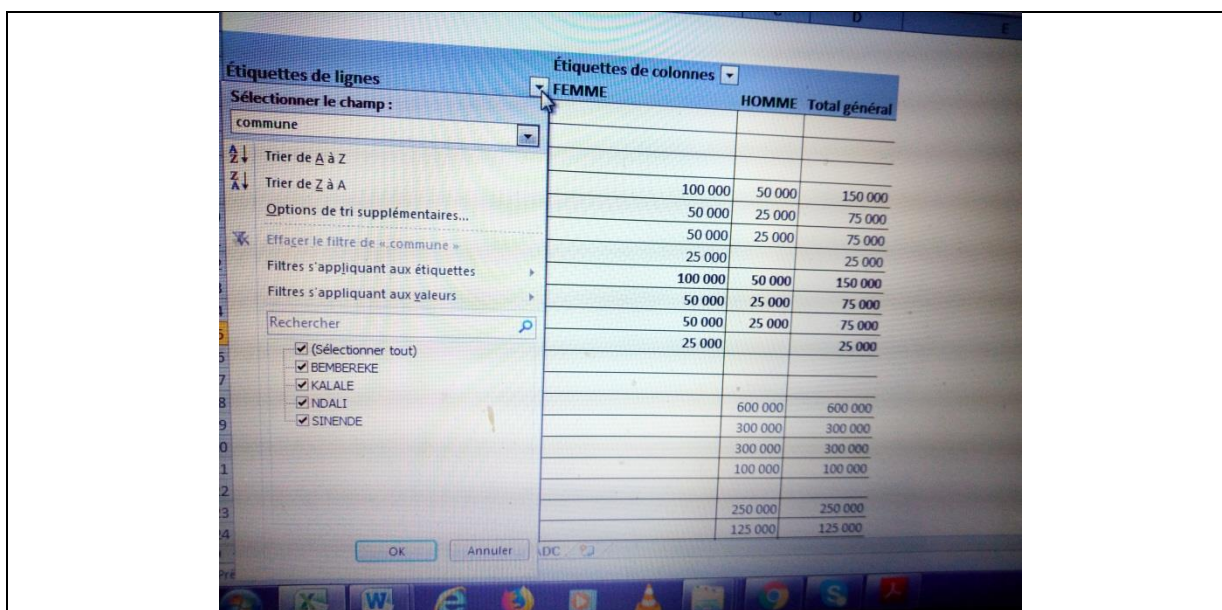 D
E
Étiquettes de colonnes
Étiquettes de lignes
FEMME HOMME Total général
Sélectionner le champ :
commune
Trier de A à Z
Trier de Z à A
Options de tri supplémentaires...
Effacer le filtre de « commune »
Filtres s'appliquant aux étiquettes
Filtres s'appliquant aux valeurs
Rechercher
(Sélectionner tout)
BEMBEREKE
KALALE
NDALI
SINENDE
OK Annuler
100 000 50 000 150 000
50 000 25 000 75 000
50 000 25 000 75 000
25 000 25 000
100 000 50 000 150 000
50 000 25 000 75 000
50 000 25 000 75 000
25 000 25 000
600 000 600 000
300 000 300 000
300 000 300 000
100 000 100 000
250 000 250 000
125 000 125 000